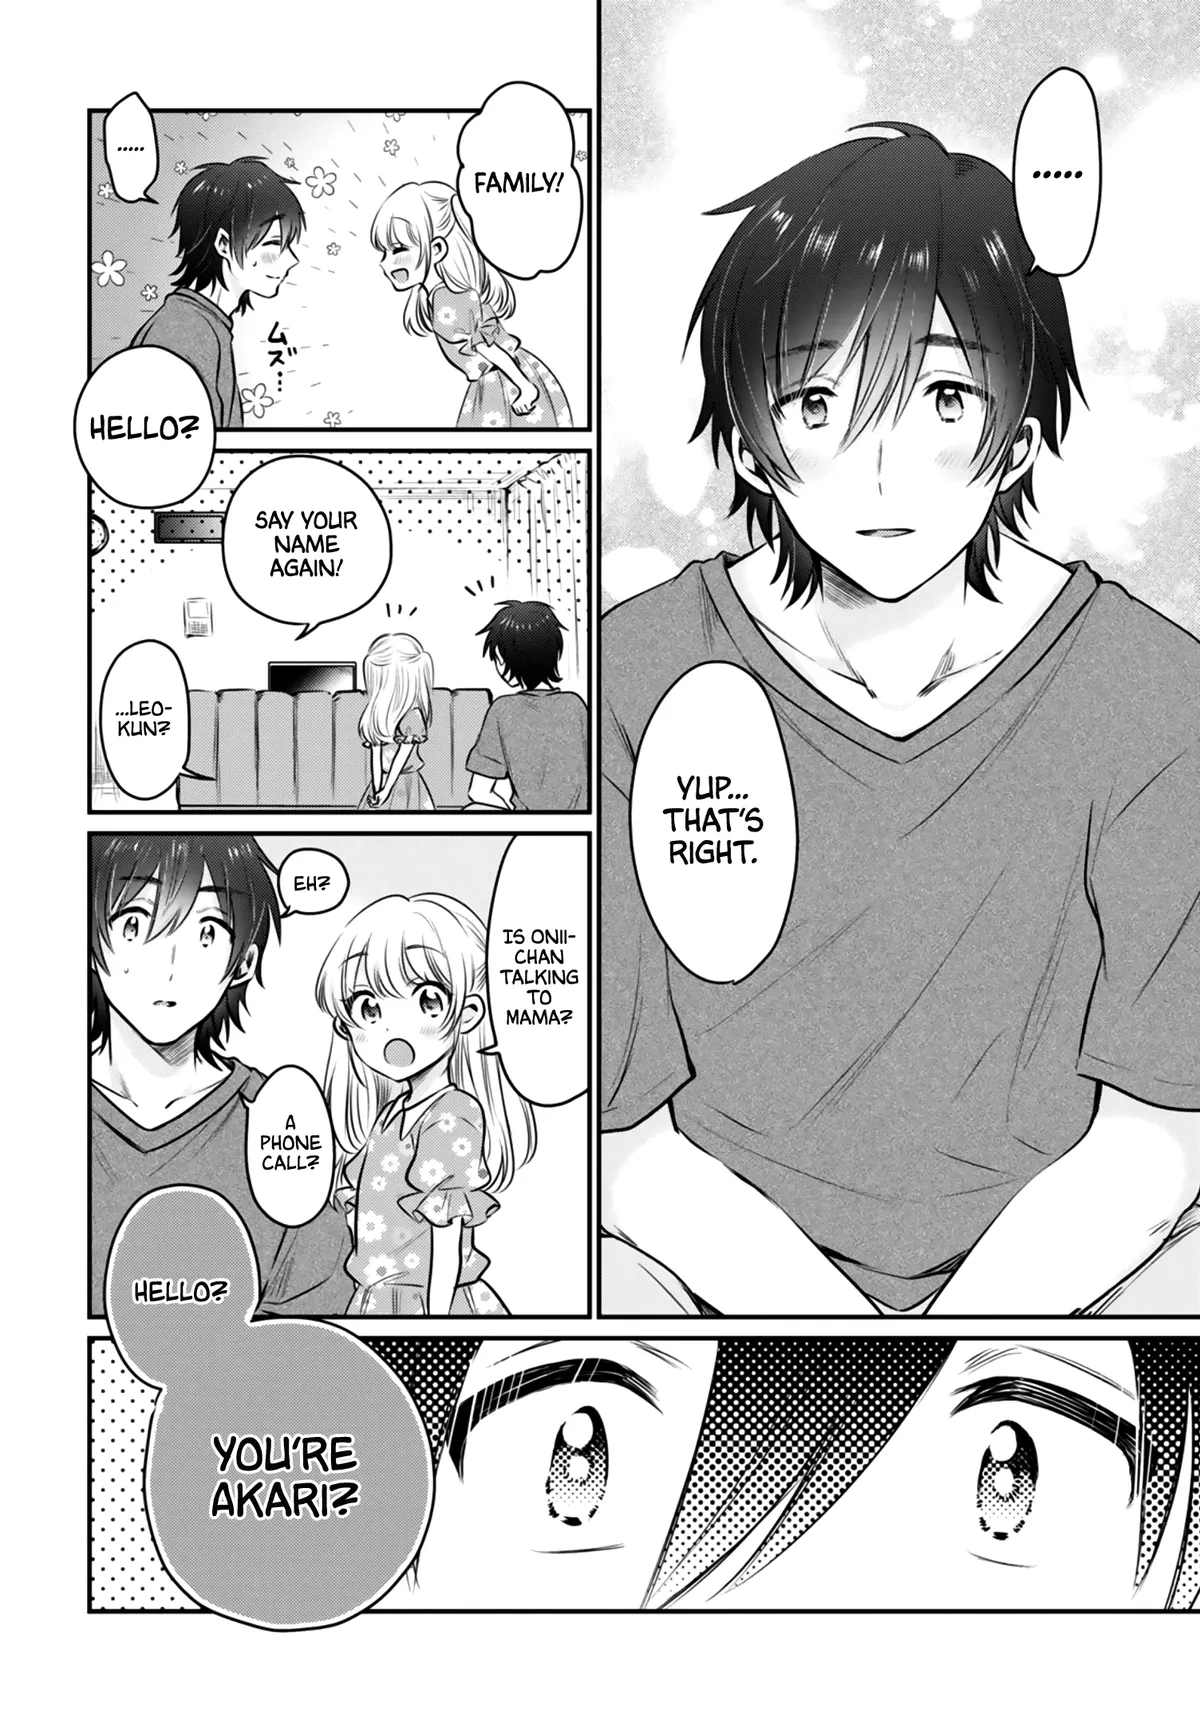 .....
YUP...
THAT'S
RIGHT.
FAMILY!
.....
ムズ…
HELLO?
SAY YOUR
NAME
AGAIN!
...LEO-
KUN?
IS ONII-
CHAN
TALKING
TO
MAMA?
EH?
A
PHONE
CALL?
HELLO?
YOU'RE
AKARI?